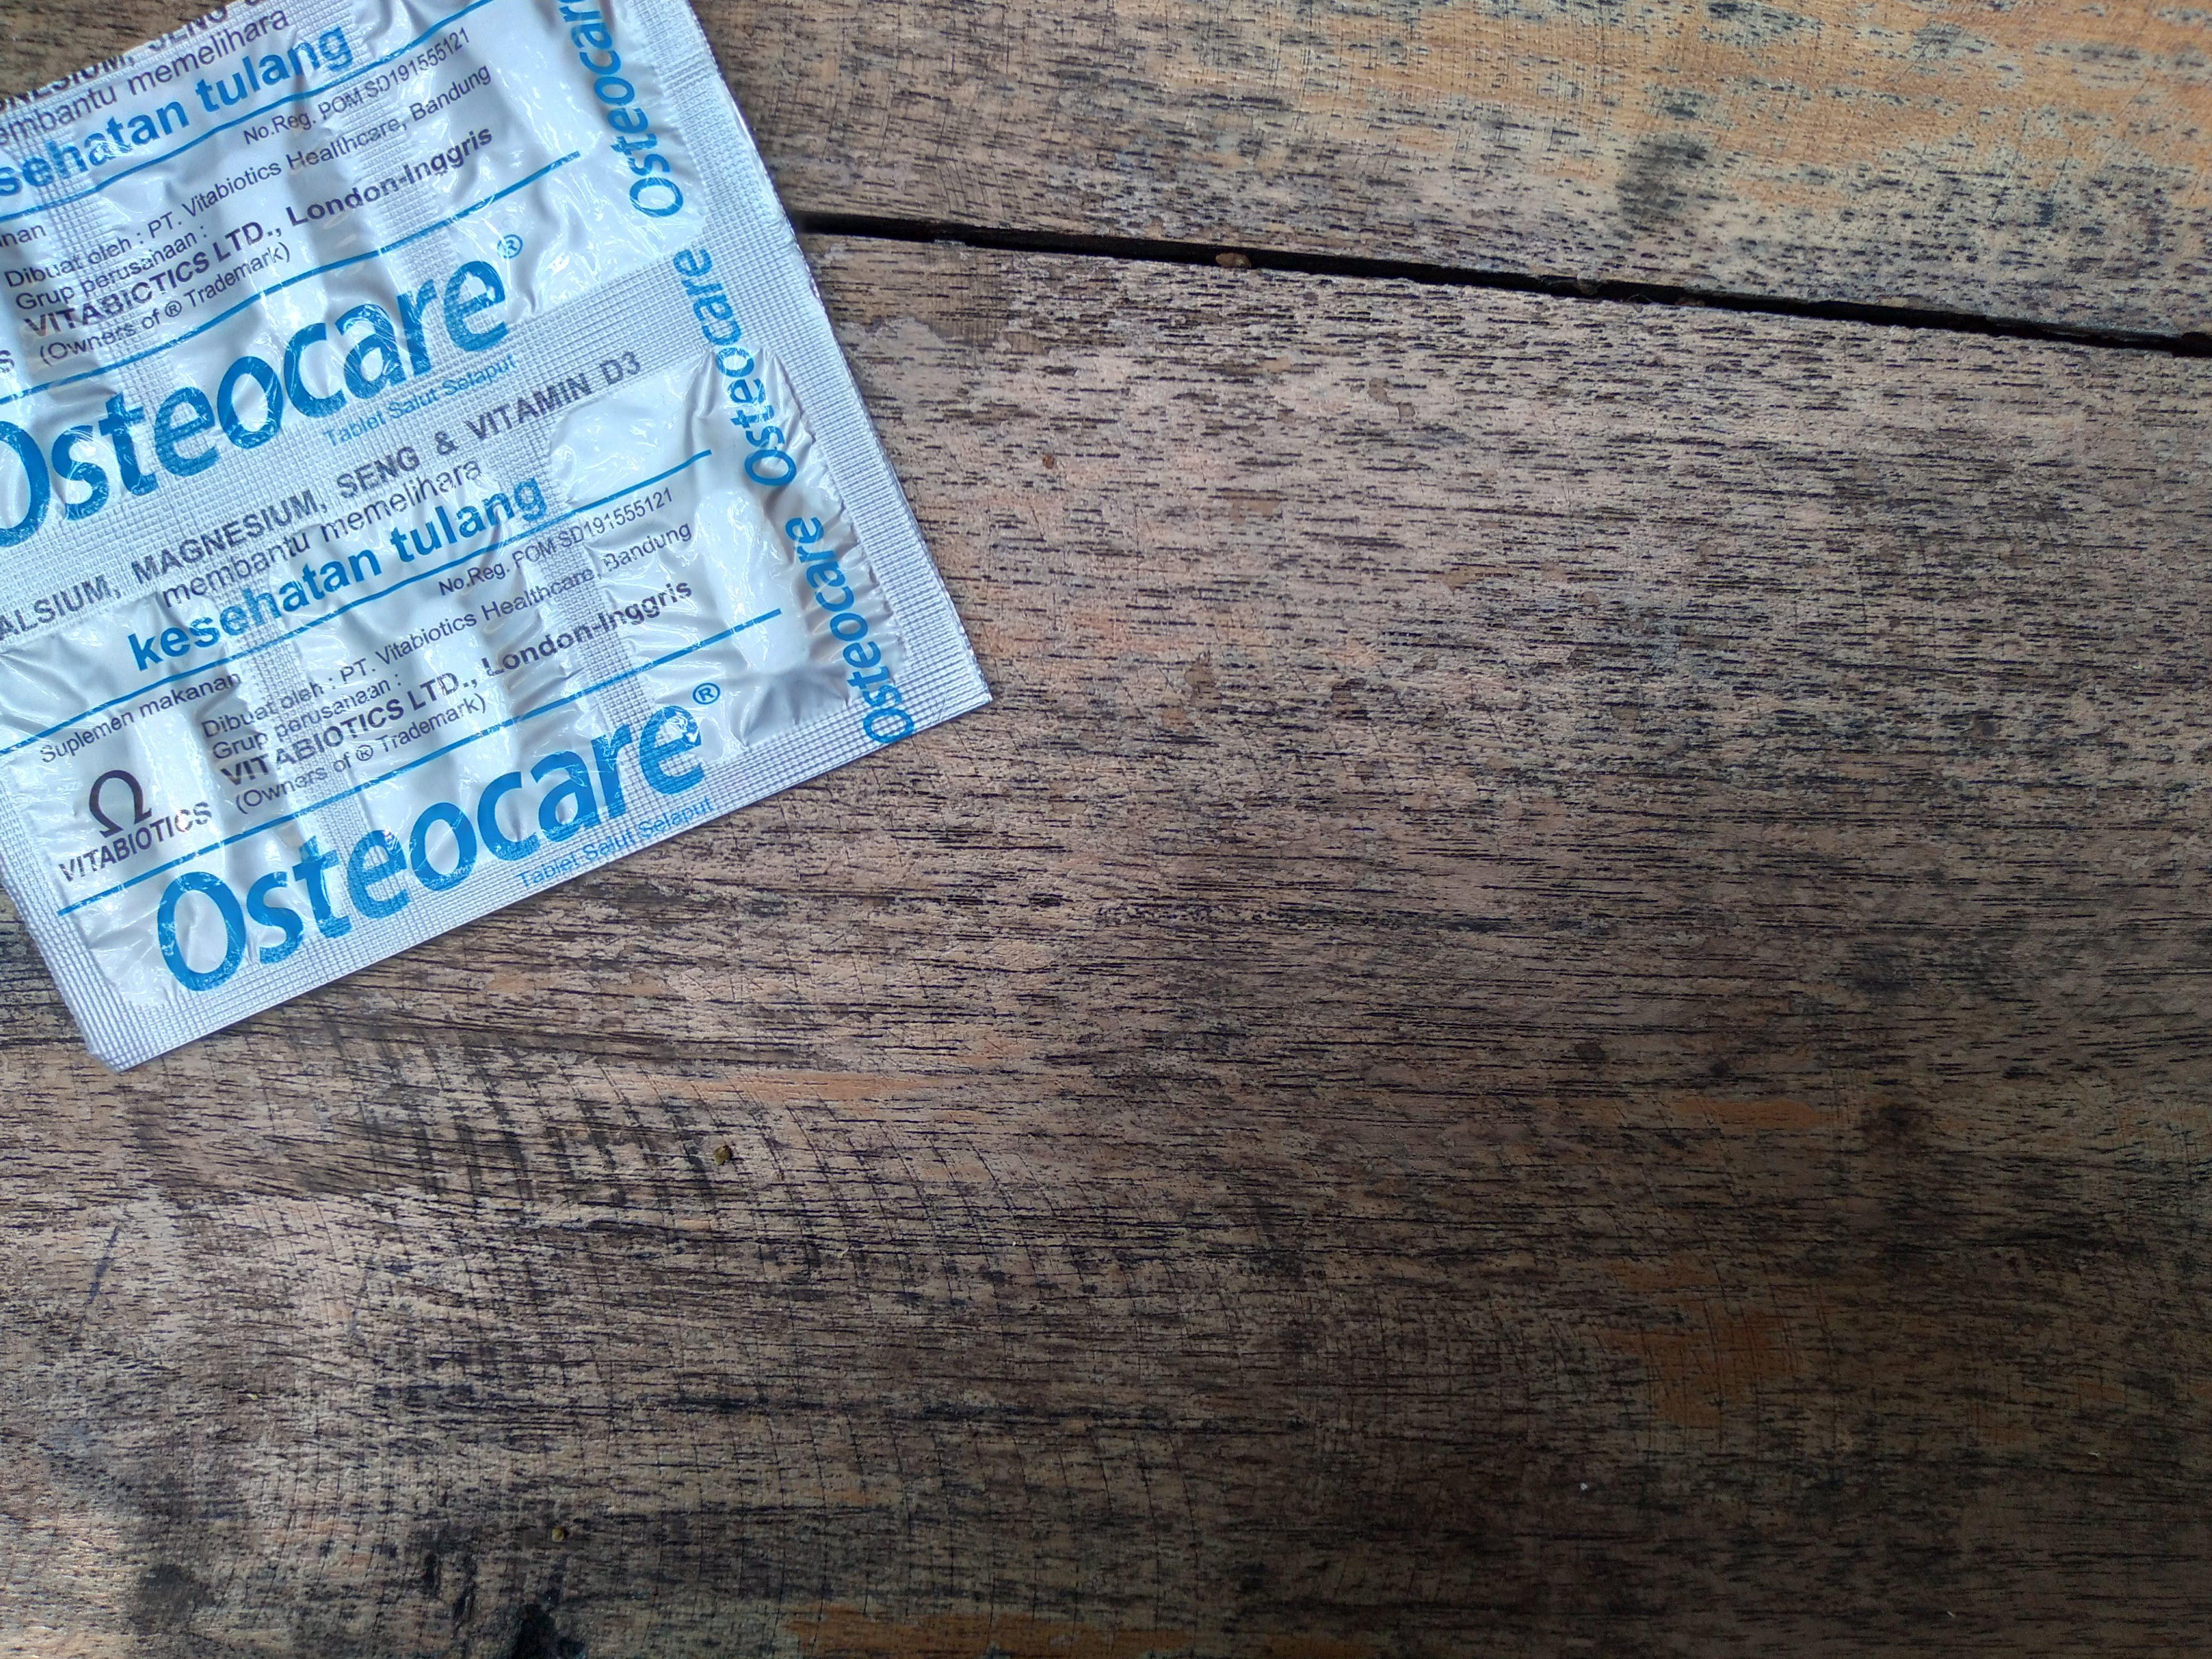 membantu memelihara
kesehatan tulang
No.Reg. POM SD191555121
Dibuat oleh : PT. Vitabiotics Healthcare, Bandung
Grup perusahaan :
VITABIOTICS LTD., London-Inggris
(Owners of ® Trademark)
Osteocare®
Tablet Salut Selaput
KALSIUM, MAGNESIUM, SENG & VITAMIN D3
membantu memelihara
kesehatan tulang
No.Reg. POM SD191555121
Suplemen makanan
Dibuat oleh : PT. Vitabiotics Healthcare, Bandung
Grup perusahaan :
VITABIOTICS LTD., London-Inggris
(Owners of ® Trademark)
Ω
VITABIOTICS
Osteocare®
Tablet Salut Selaput
Osteocare Osteocare Osteocare